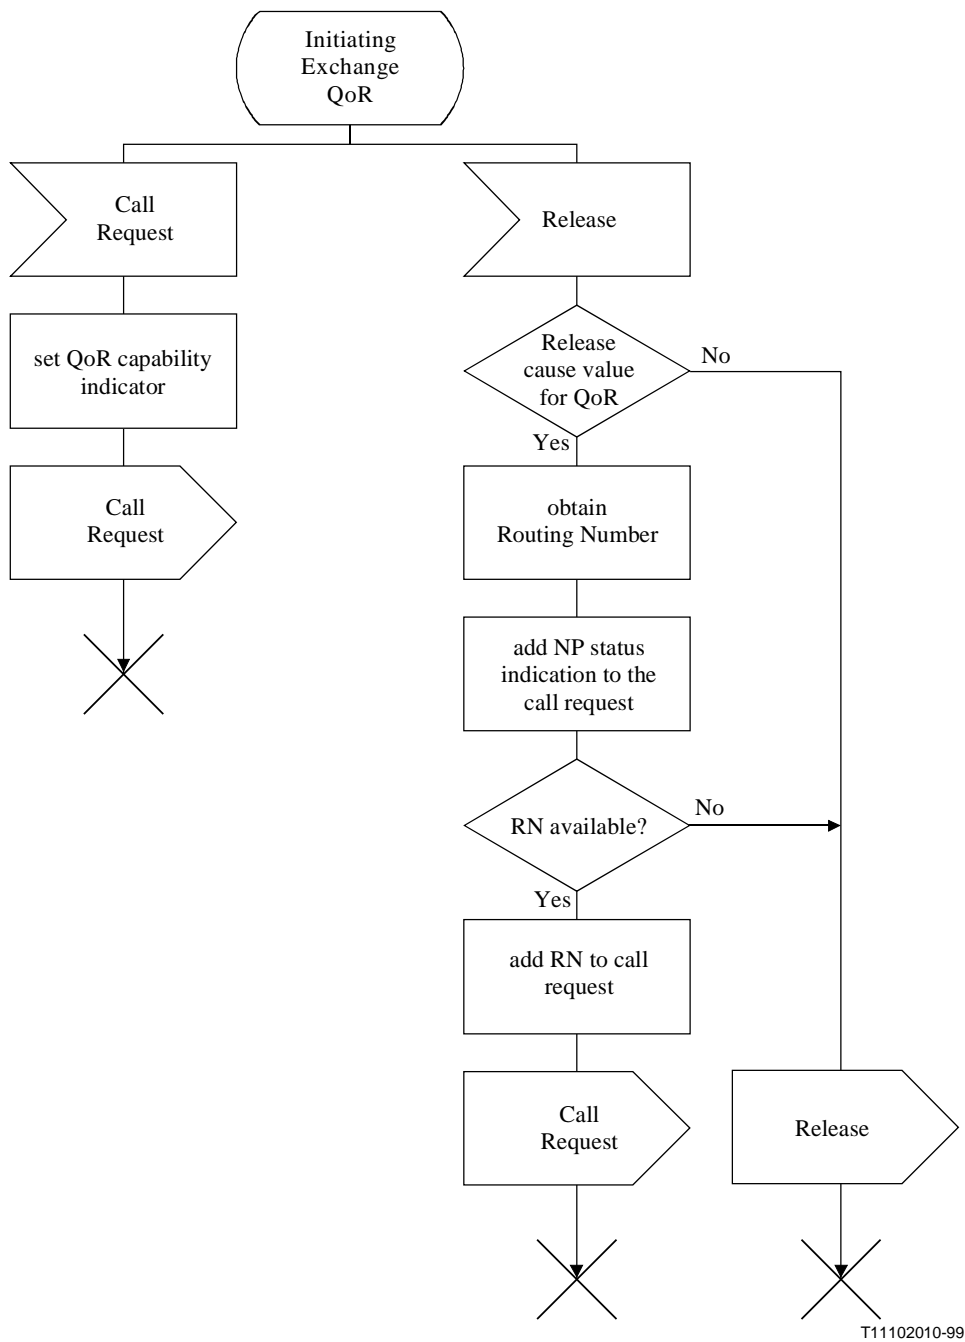 Initiating
Exchange
QoR
Call
Request
Release
set QoR capability
indicator
Release
cause value
for QoR
No
Yes
Call
Request
obtain
Routing Number
add NP status
indication to the
call request
RN available?
No
Yes
add RN to call
request
Call
Request
Release
T11102010-99